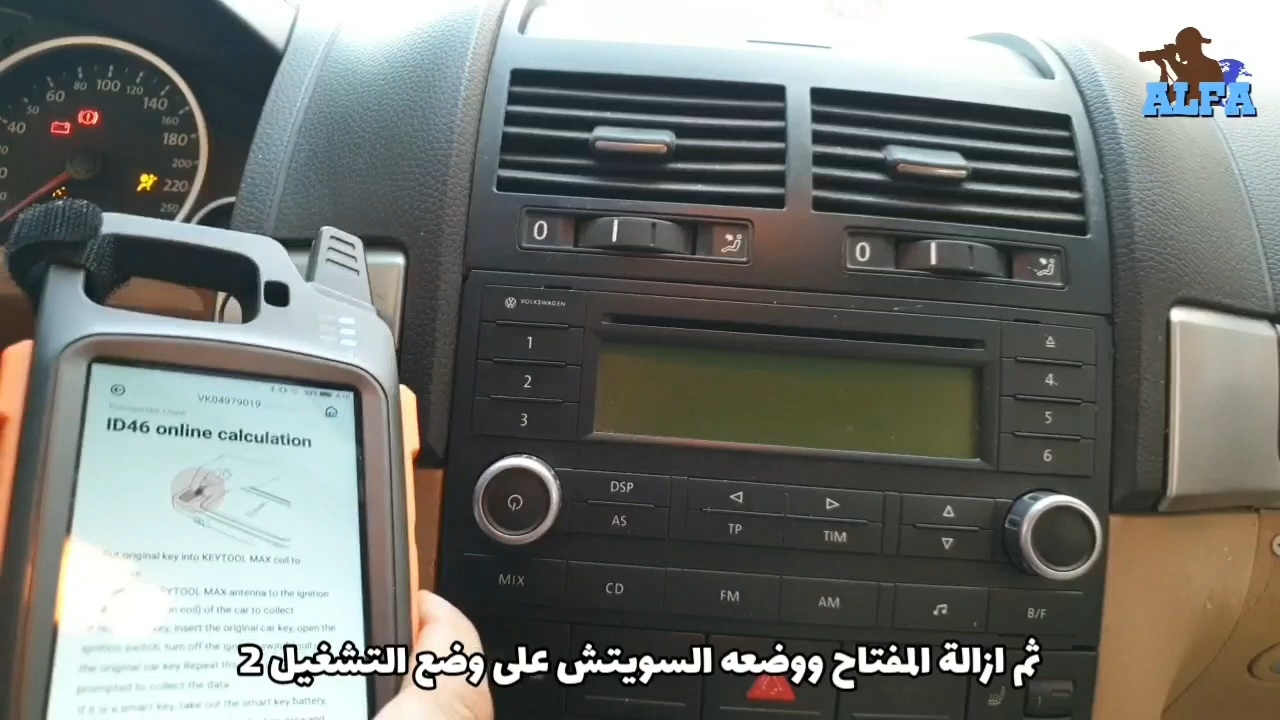 ALFA
80 100 120
60 140
50 160
40 180
200
220
250
0
0
VOLKSWAGEN
1
2
3
4
5
6
DSP
AS
TP
TIM
MIX
CD
FM
AM
B/F
VK04979019
ID46 online calculation
original key into KEYTOOL MAX coil to
KEYTOOL MAX antenna to the ignition
coil) of the car to collect
key, insert the original car key, open the
ignition switch, turn off the
the original car key Repeat
prompted to collect the data
If it is a smart key, take out the smart key battery,
ثم ازالة المفتاح ووضعه السويتش على وضع التشغيل 2